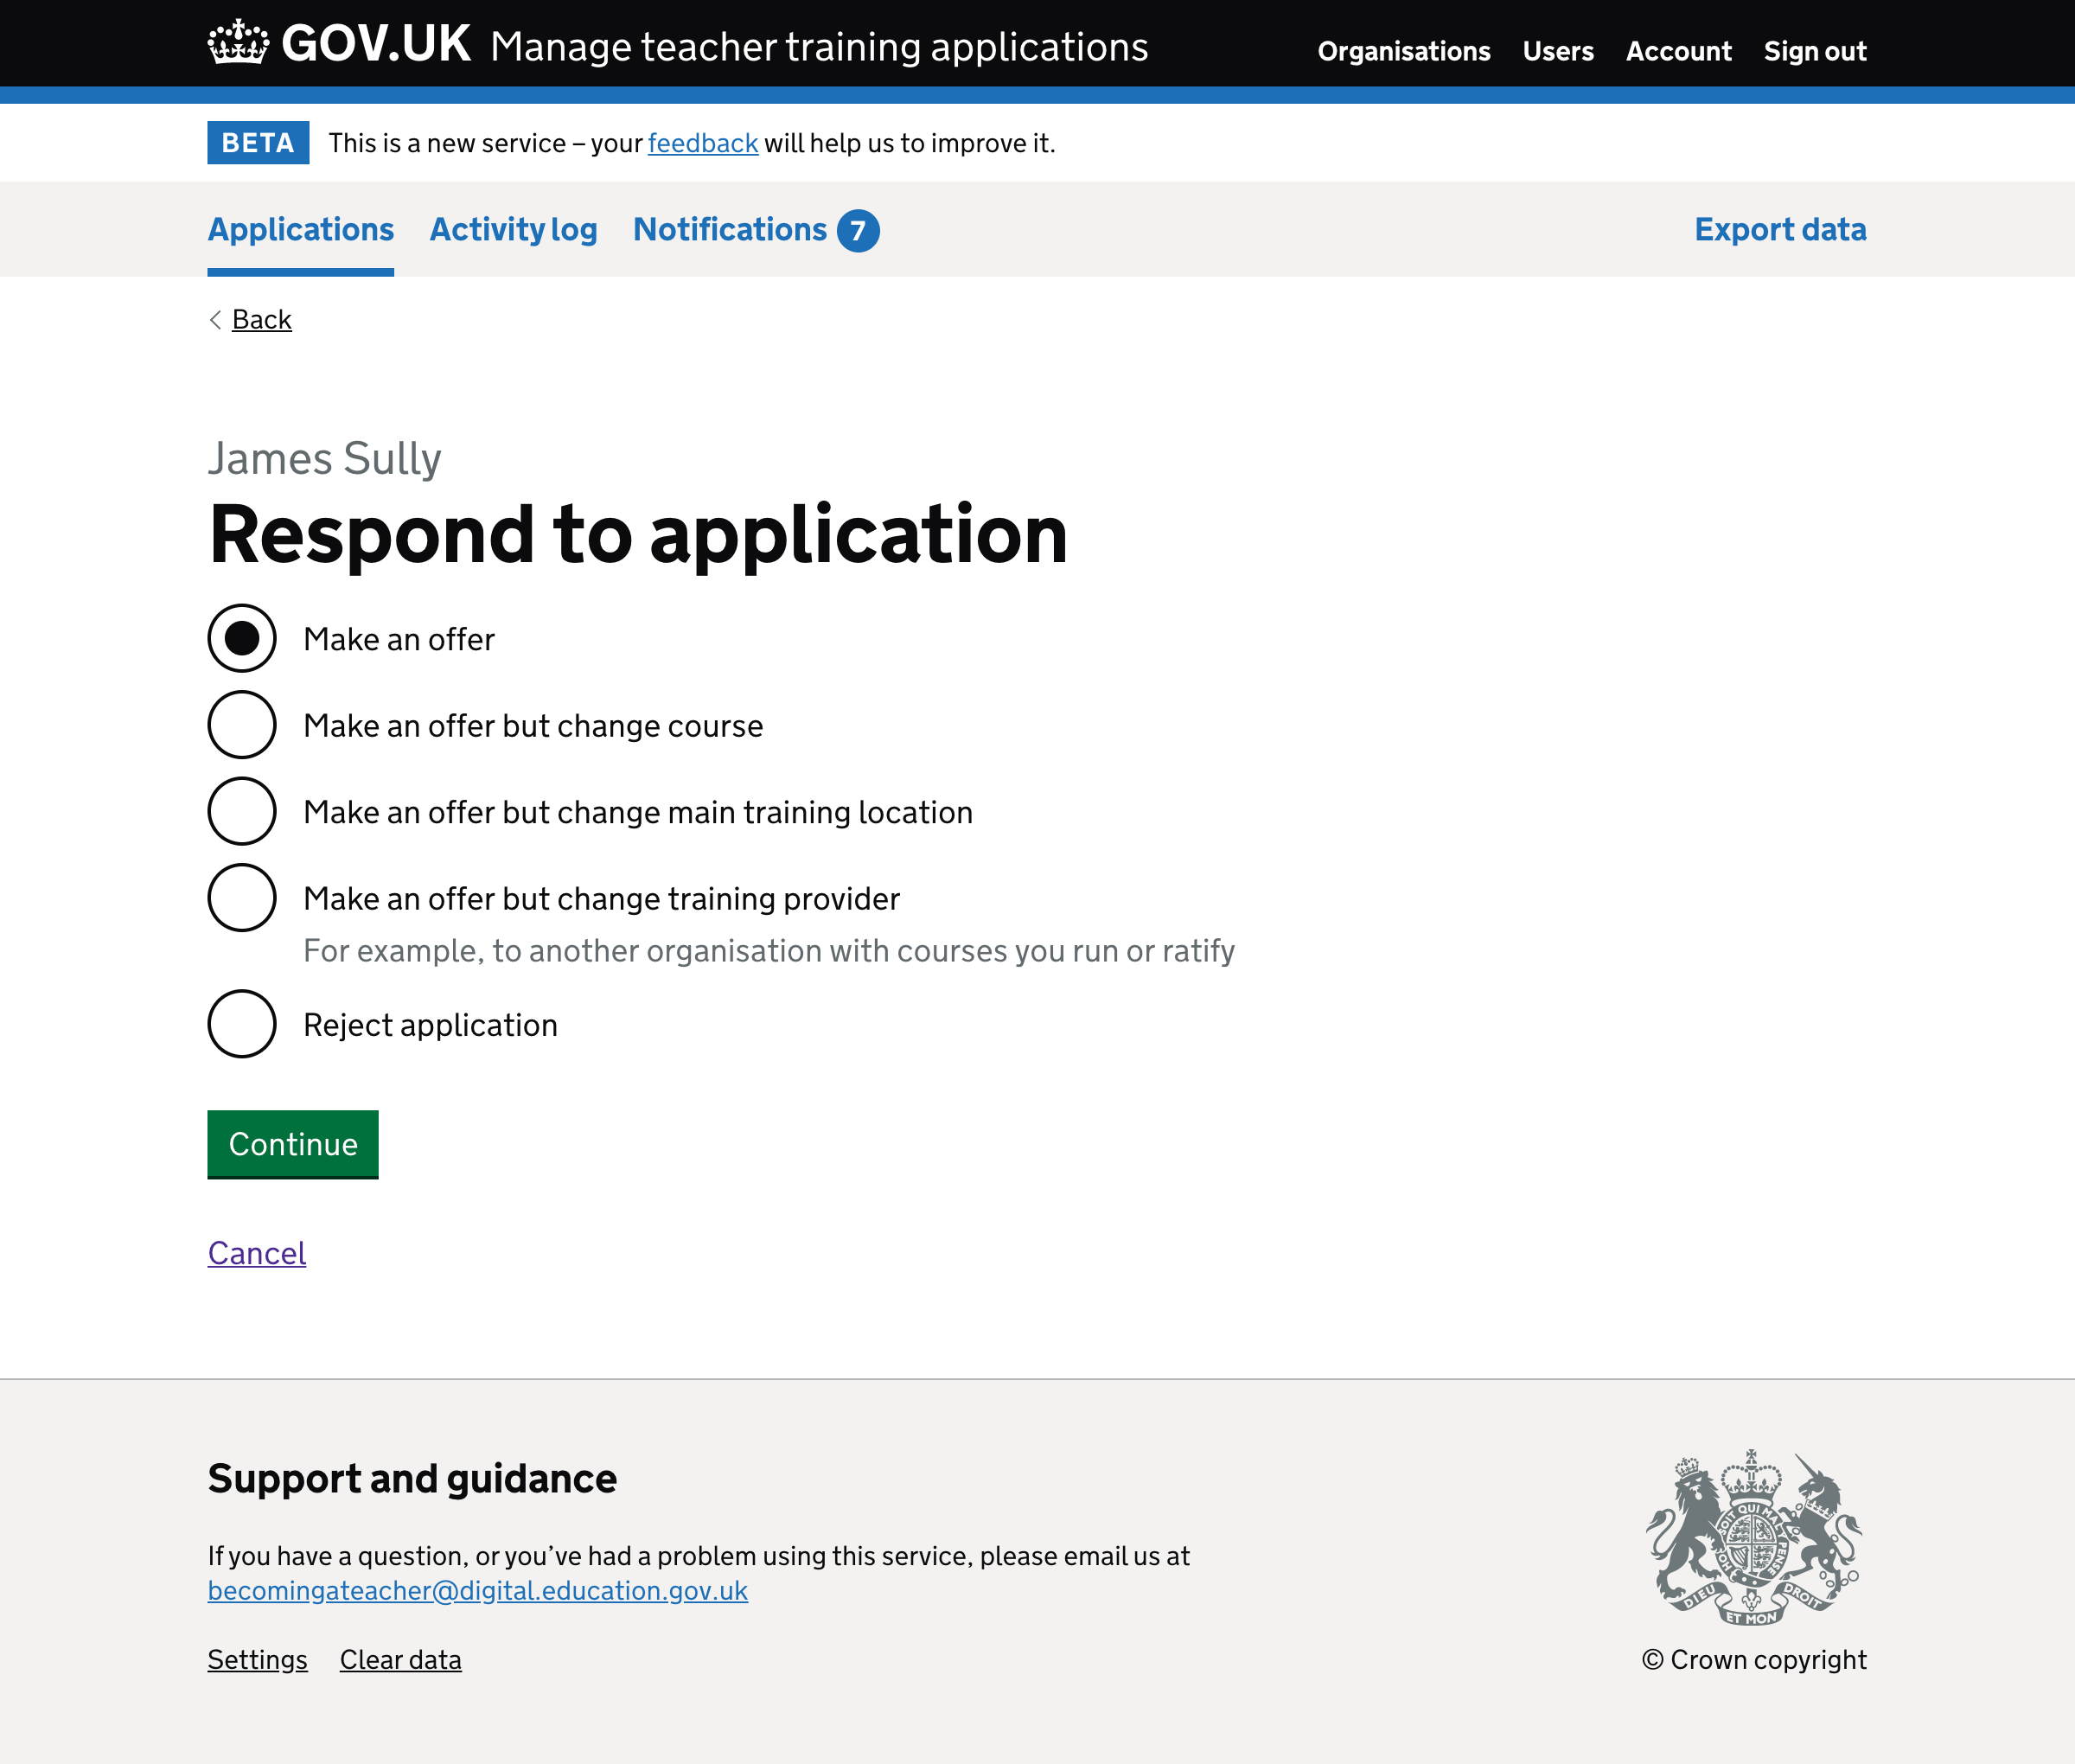 GOV.UK Manage teacher training applications Organisations Users Account Sign out
BETA This is a new service – your feedback will help us to improve it.
Applications Activity log Notifications 7 Export data
Back
James Sully
Respond to application
Make an offer
Make an offer but change course
Make an offer but change main training location
Make an offer but change training provider
For example, to another organisation with courses you run or ratify
Reject application
Continue
Cancel
Support and guidance
If you have a question, or you’ve had a problem using this service, please email us at
becomingateacher@digital.education.gov.uk
Settings Clear data
SOIT QUI MAL
PENSE
DIEU ET MON DROIT
© Crown copyright